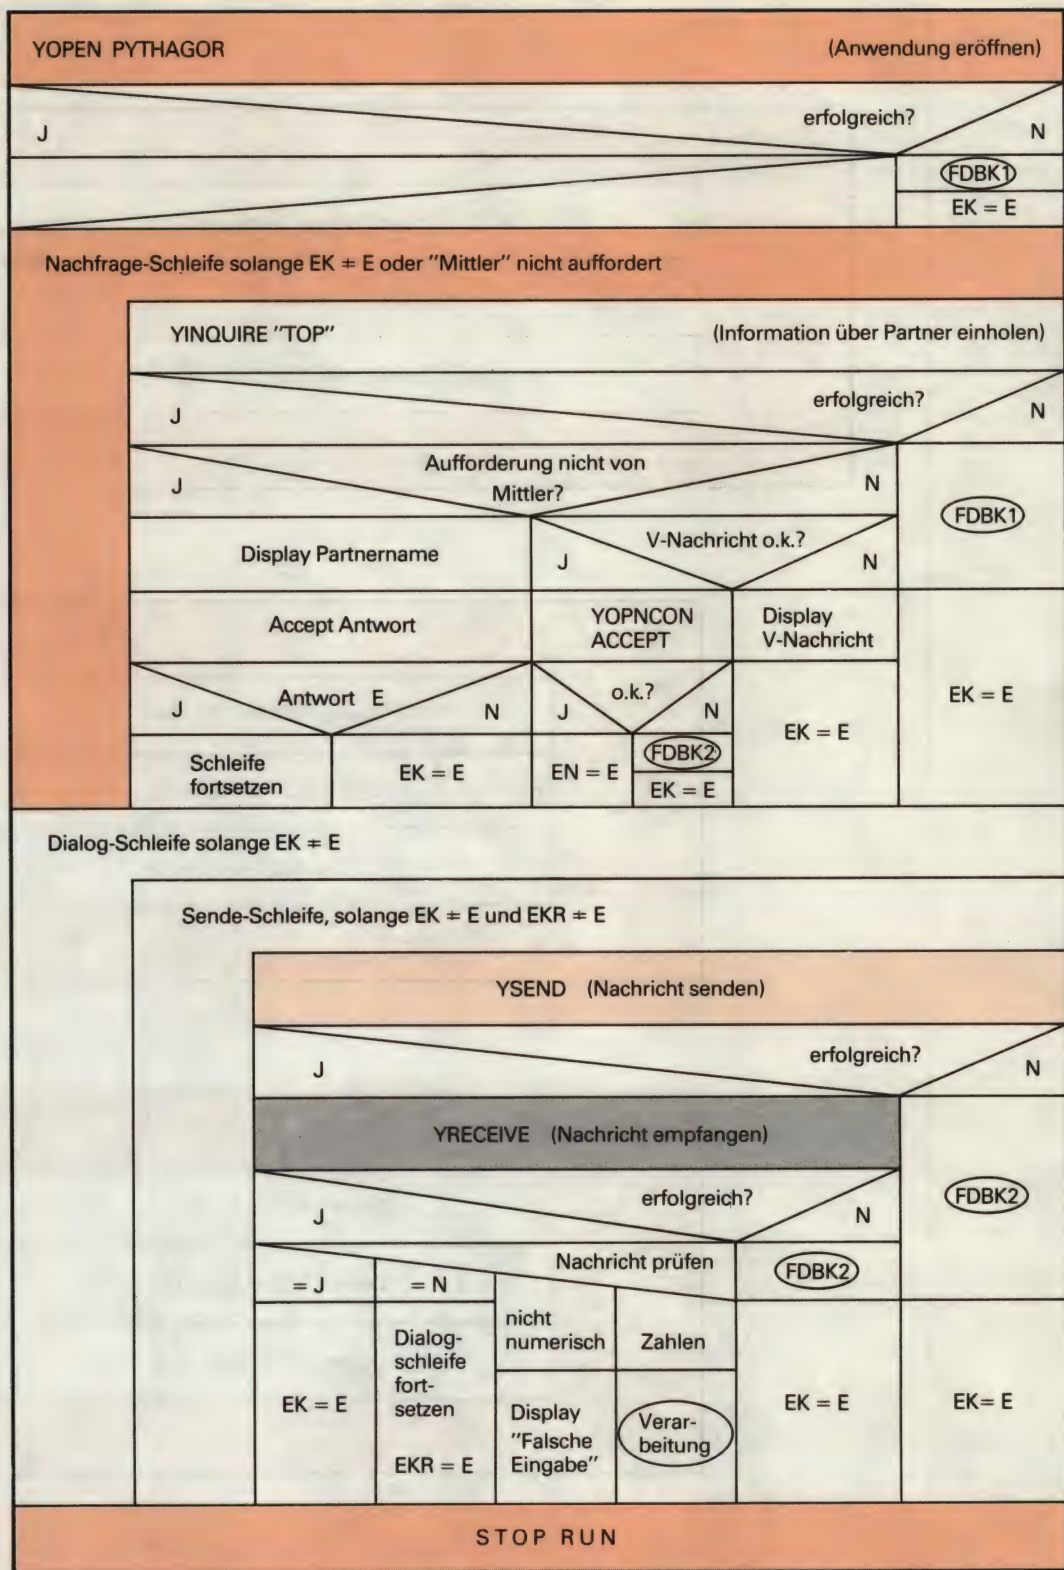 YOPEN PYTHAGOR (Anwendung eröffnen)
erfolgreich?
J N
FDBK1
EK = E
Nachfrage-Schleife solange EK ≠ E oder "Mittler" nicht auffordert
YINQUIRE "TOP" (Information über Partner einholen)
erfolgreich?
J N
Aufforderung nicht von
Mittler?
J N
FDBK1
Display Partnername
V-Nachricht o.k.?
J N
Accept Antwort
YOPNCON
ACCEPT
Display
V-Nachricht
Antwort E
J N
o.k.?
J N
EK = E
EK = E
Schleife
fortsetzen
EK = E
EN = E
FDBK2
EK = E
Dialog-Schleife solange EK ≠ E
Sende-Schleife, solange EK ≠ E und EKR ≠ E
YSEND (Nachricht senden)
erfolgreich?
J N
YRECEIVE (Nachricht empfangen)
erfolgreich?
J N
FDBK2
Nachricht prüfen
FDBK2
= J
= N
nicht
numerisch
Zahlen
EK = E
Dialog-
schleife
fort-
setzen
EKR = E
Display
"Falsche
Eingabe"
Verar-
beitung
EK = E
EK= E
STOP RUN